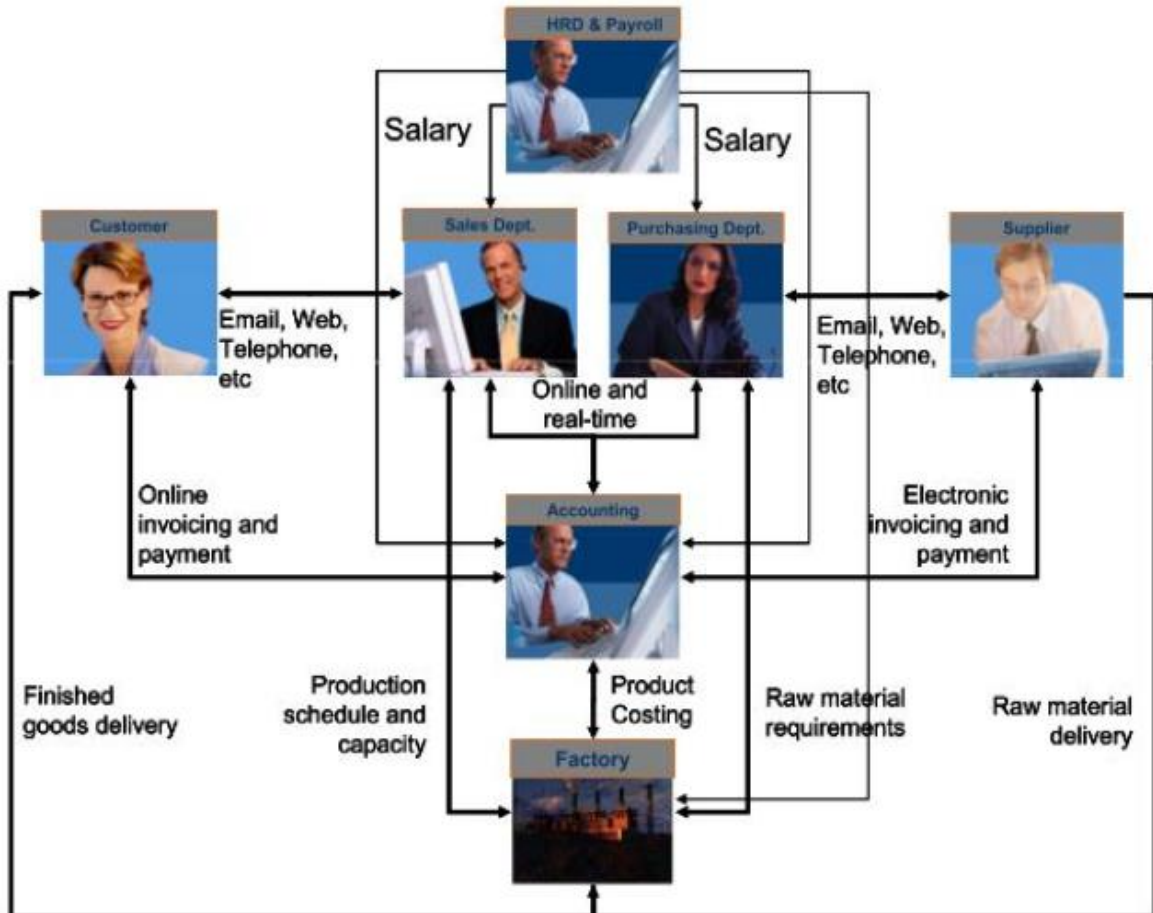 HRD & Payroll
Salary
Salary
Customer
Sales Dept.
Purchasing Dept.
Supplier
Email, Web,
Telephone,
etc
Email, Web,
Telephone,
etc
Online and
real-time
Online
invoicing and
payment
Accounting
Electronic
invoicing and
payment
Finished
goods delivery
Production
schedule and
capacity
Product
Costing
Raw material
requirements
Raw material
delivery
Factory